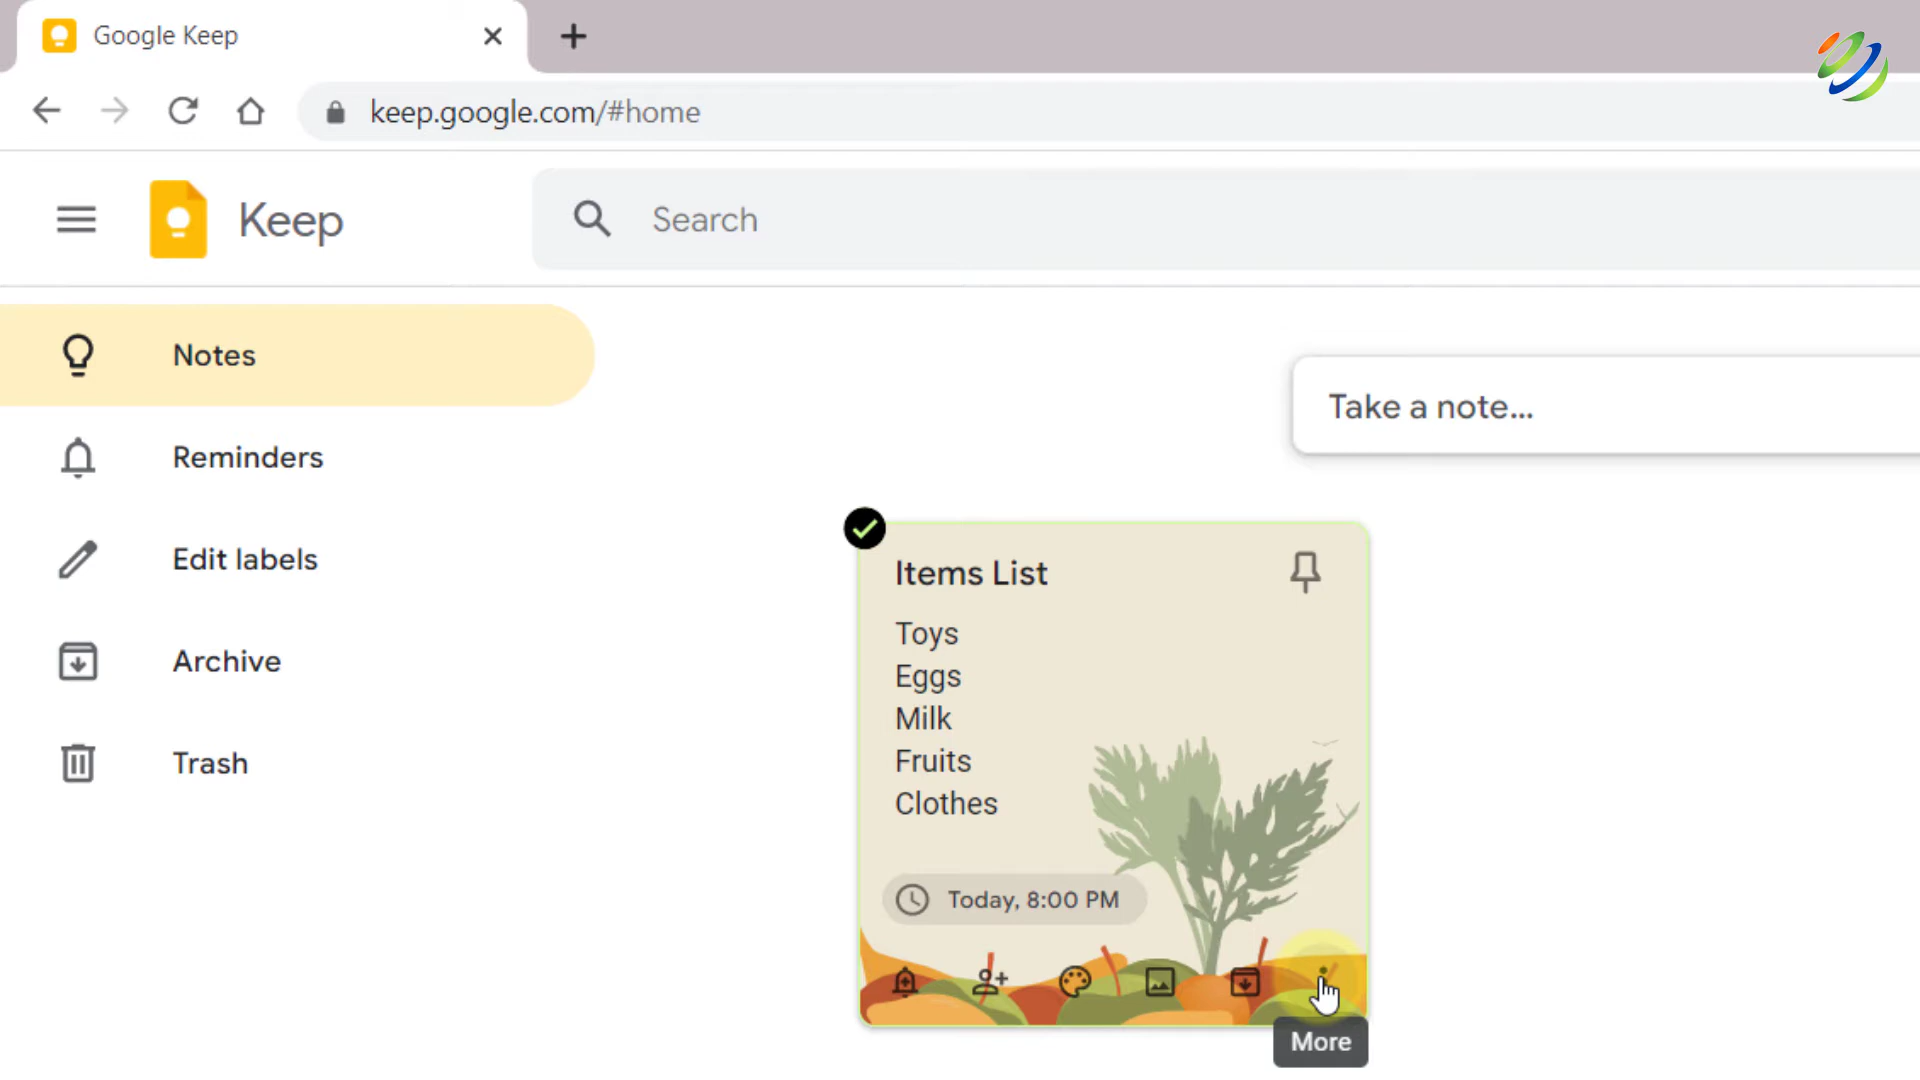 Google Keep
keep.google.com/#home
Keep
Search
Notes
Take a note...
Reminders
Edit labels
Items List
Toys
Eggs
Milk
Fruits
Clothes
Archive
Trash
Today, 8:00 PM
More